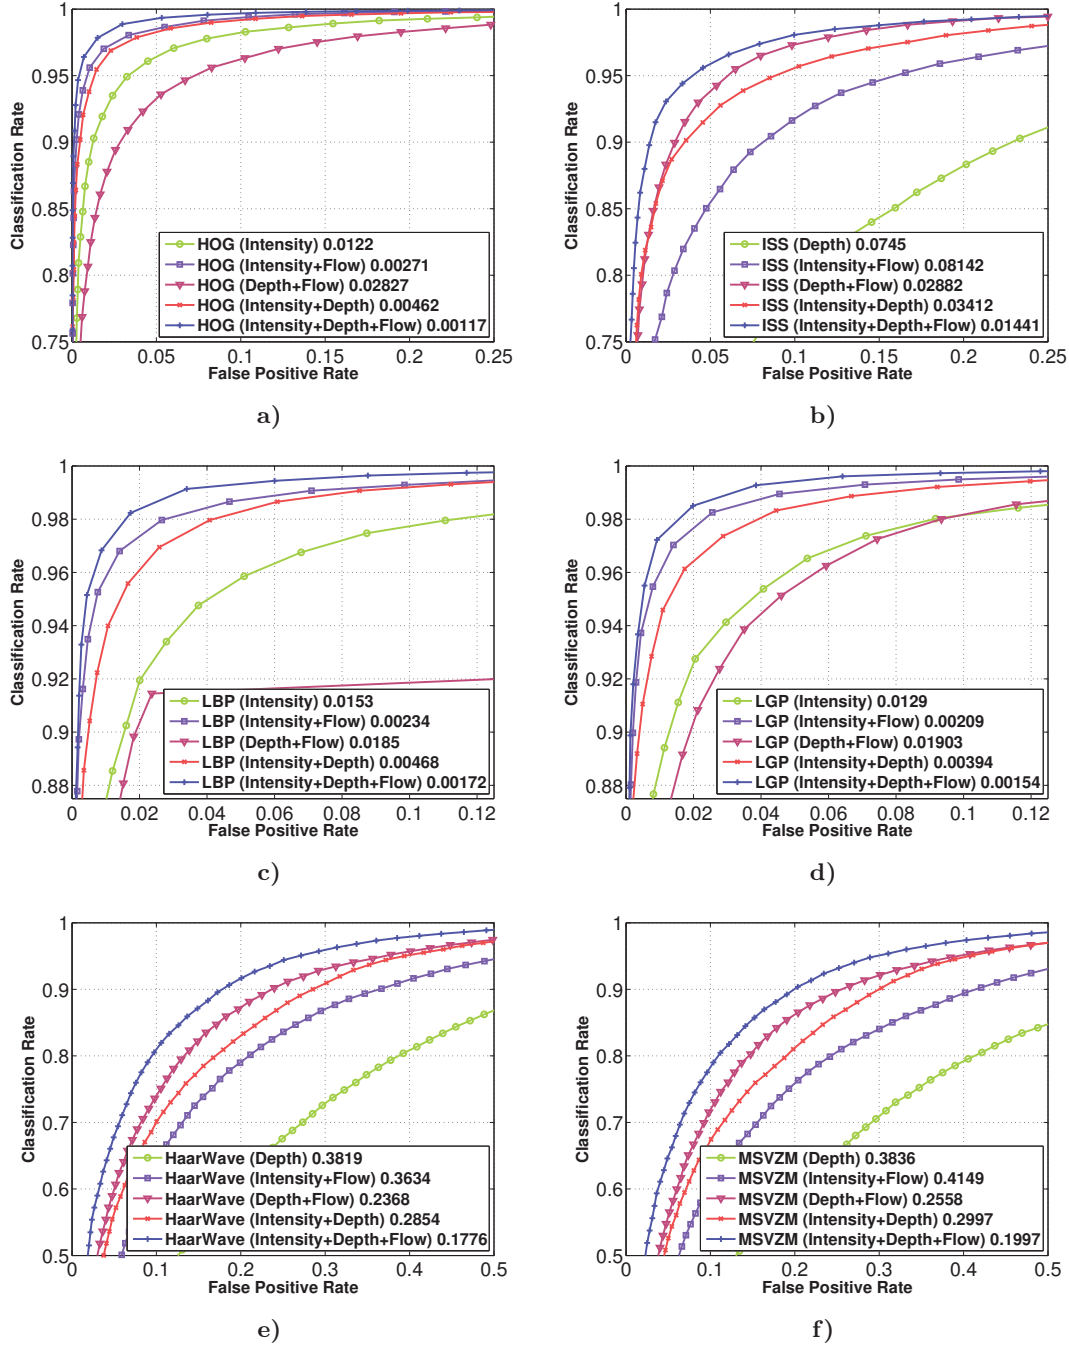 1
0.95
0.9
0.85
0.8
0.75
Classification Rate
HOG (Intensity) 0.0122
HOG (Intensity+Flow) 0.00271
HOG (Depth+Flow) 0.02827
HOG (Intensity+Depth) 0.00462
HOG (Intensity+Depth+Flow) 0.00117
0 0.05 0.1 0.15 0.2 0.25
False Positive Rate
a)
1
0.95
0.9
0.85
0.8
0.75
Classification Rate
ISS (Depth) 0.0745
ISS (Intensity+Flow) 0.08142
ISS (Depth+Flow) 0.02882
ISS (Intensity+Depth) 0.03412
ISS (Intensity+Depth+Flow) 0.01441
0 0.05 0.1 0.15 0.2 0.25
False Positive Rate
b)
1
0.98
0.96
0.94
0.92
0.9
0.88
Classification Rate
LBP (Intensity) 0.0153
LBP (Intensity+Flow) 0.00234
LBP (Depth+Flow) 0.0185
LBP (Intensity+Depth) 0.00468
LBP (Intensity+Depth+Flow) 0.00172
0 0.02 0.04 0.06 0.08 0.1 0.12
False Positive Rate
c)
1
0.98
0.96
0.94
0.92
0.9
0.88
Classification Rate
LGP (Intensity) 0.0129
LGP (Intensity+Flow) 0.00209
LGP (Depth+Flow) 0.01903
LGP (Intensity+Depth) 0.00394
LGP (Intensity+Depth+Flow) 0.00154
0 0.02 0.04 0.06 0.08 0.1 0.12
False Positive Rate
d)
1
0.9
0.8
0.7
0.6
0.5
Classification Rate
HaarWave (Depth) 0.3819
HaarWave (Intensity+Flow) 0.3634
HaarWave (Depth+Flow) 0.2368
HaarWave (Intensity+Depth) 0.2854
HaarWave (Intensity+Depth+Flow) 0.1776
0 0.1 0.2 0.3 0.4 0.5
False Positive Rate
e)
1
0.9
0.8
0.7
0.6
0.5
Classification Rate
MSVZM (Depth) 0.3836
MSVZM (Intensity+Flow) 0.4149
MSVZM (Depth+Flow) 0.2558
MSVZM (Intensity+Depth) 0.2997
MSVZM (Intensity+Depth+Flow) 0.1997
0 0.1 0.2 0.3 0.4 0.5
False Positive Rate
f)